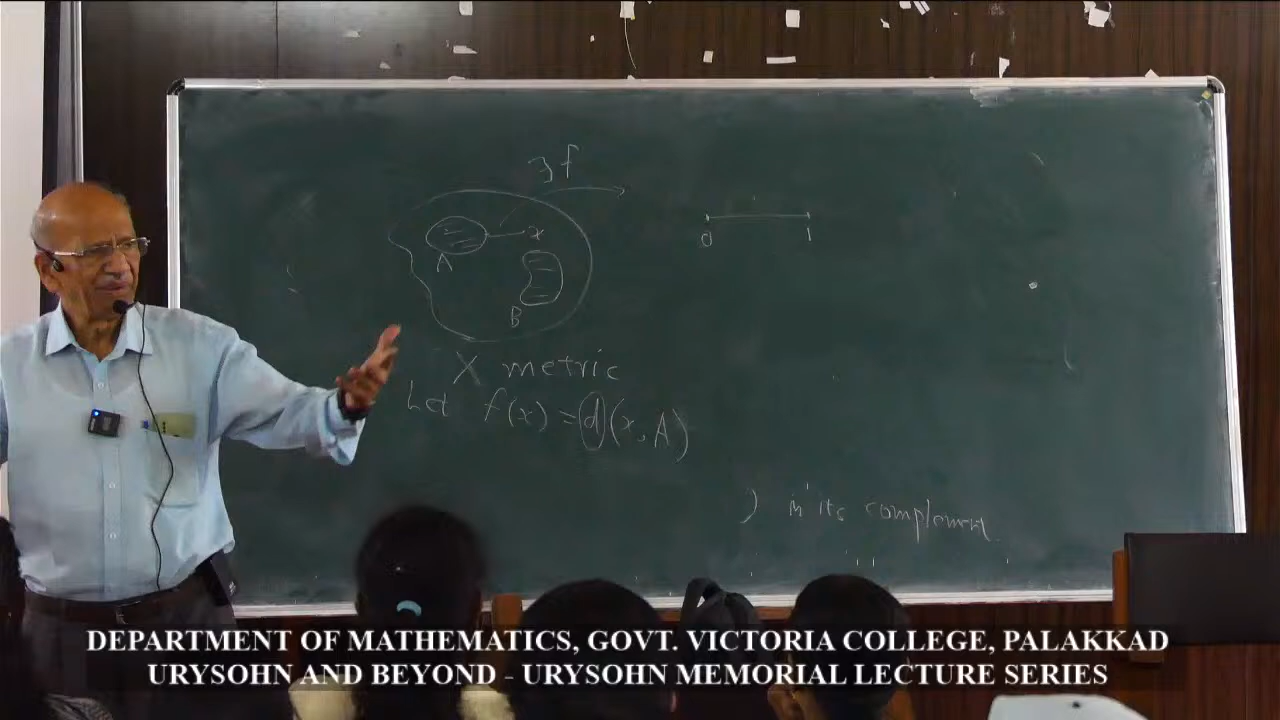 ∃ f
x
A
0 1
B
X metric
Let f(x) = d(x, A)
) in its complement
DEPARTMENT OF MATHEMATICS, GOVT. VICTORIA COLLEGE, PALAKKAD
URYSOHN AND BEYOND - URYSOHN MEMORIAL LECTURE SERIES